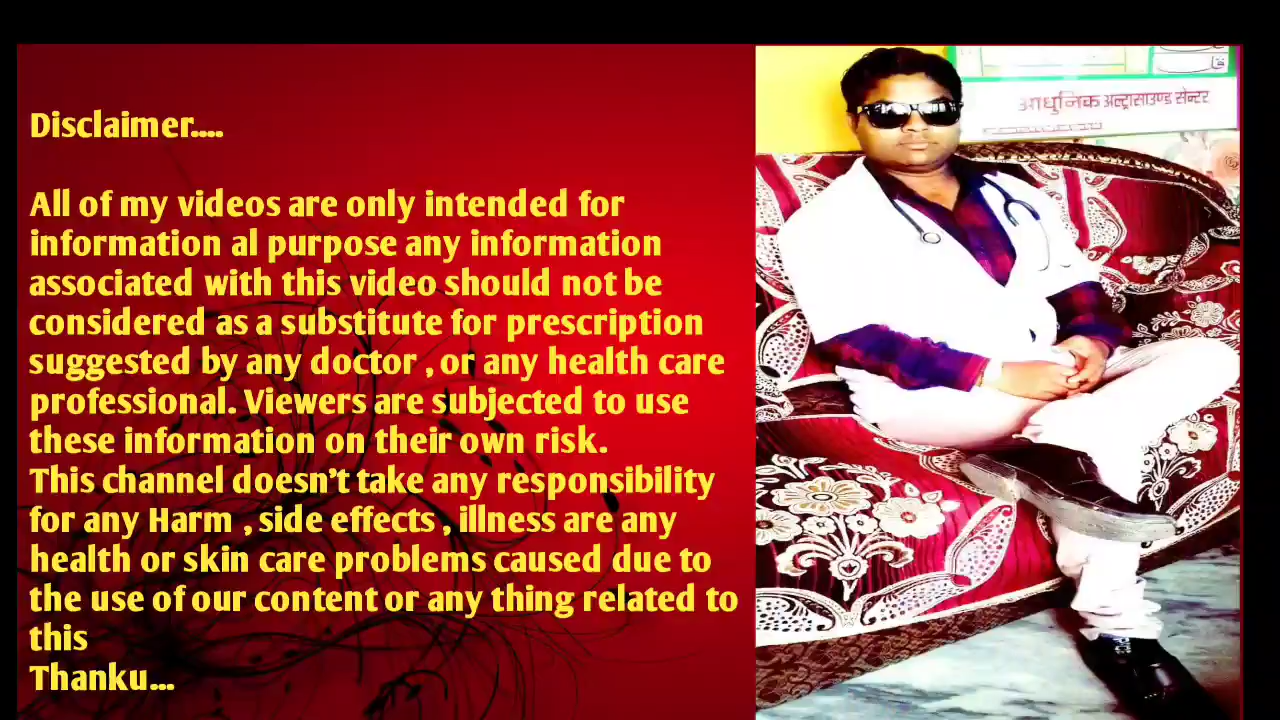 Disclaimer....
All of my videos are only intended for
information al purpose any information
associated with this video should not be
considered as a substitute for prescription
suggested by any doctor , or any health care
professional. Viewers are subjected to use
these information on their own risk.
This channel doesn't take any responsibility
for any Harm , side effects , illness are any
health or skin care problems caused due to
the use of our content or any thing related to
this
Thanku...
आधुनिक अल्ट्रासाउण्ड सेन्टर